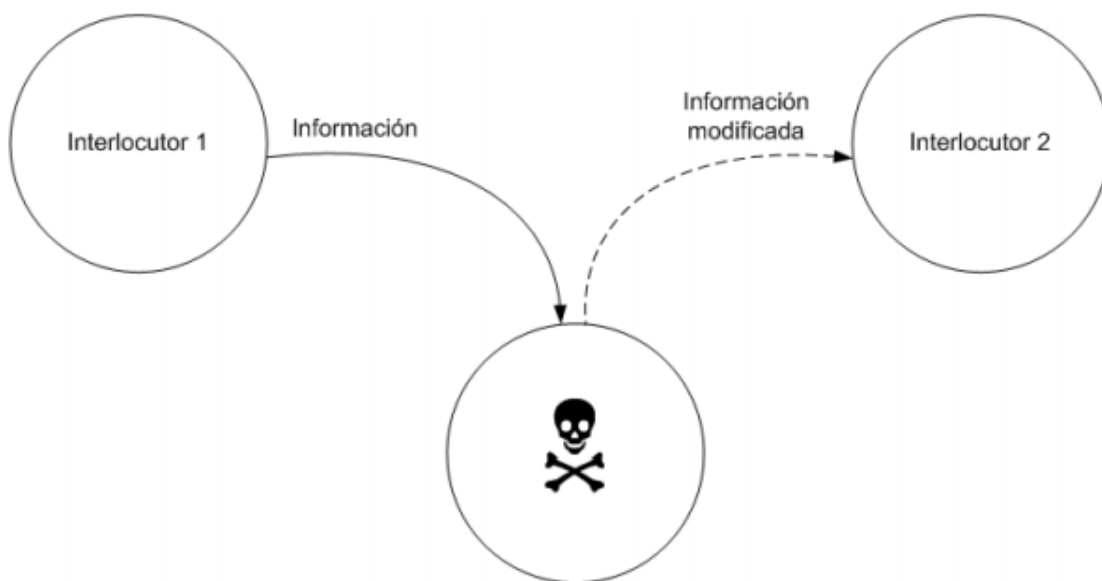 Interlocutor 1
Información
Información
modificada
Interlocutor 2